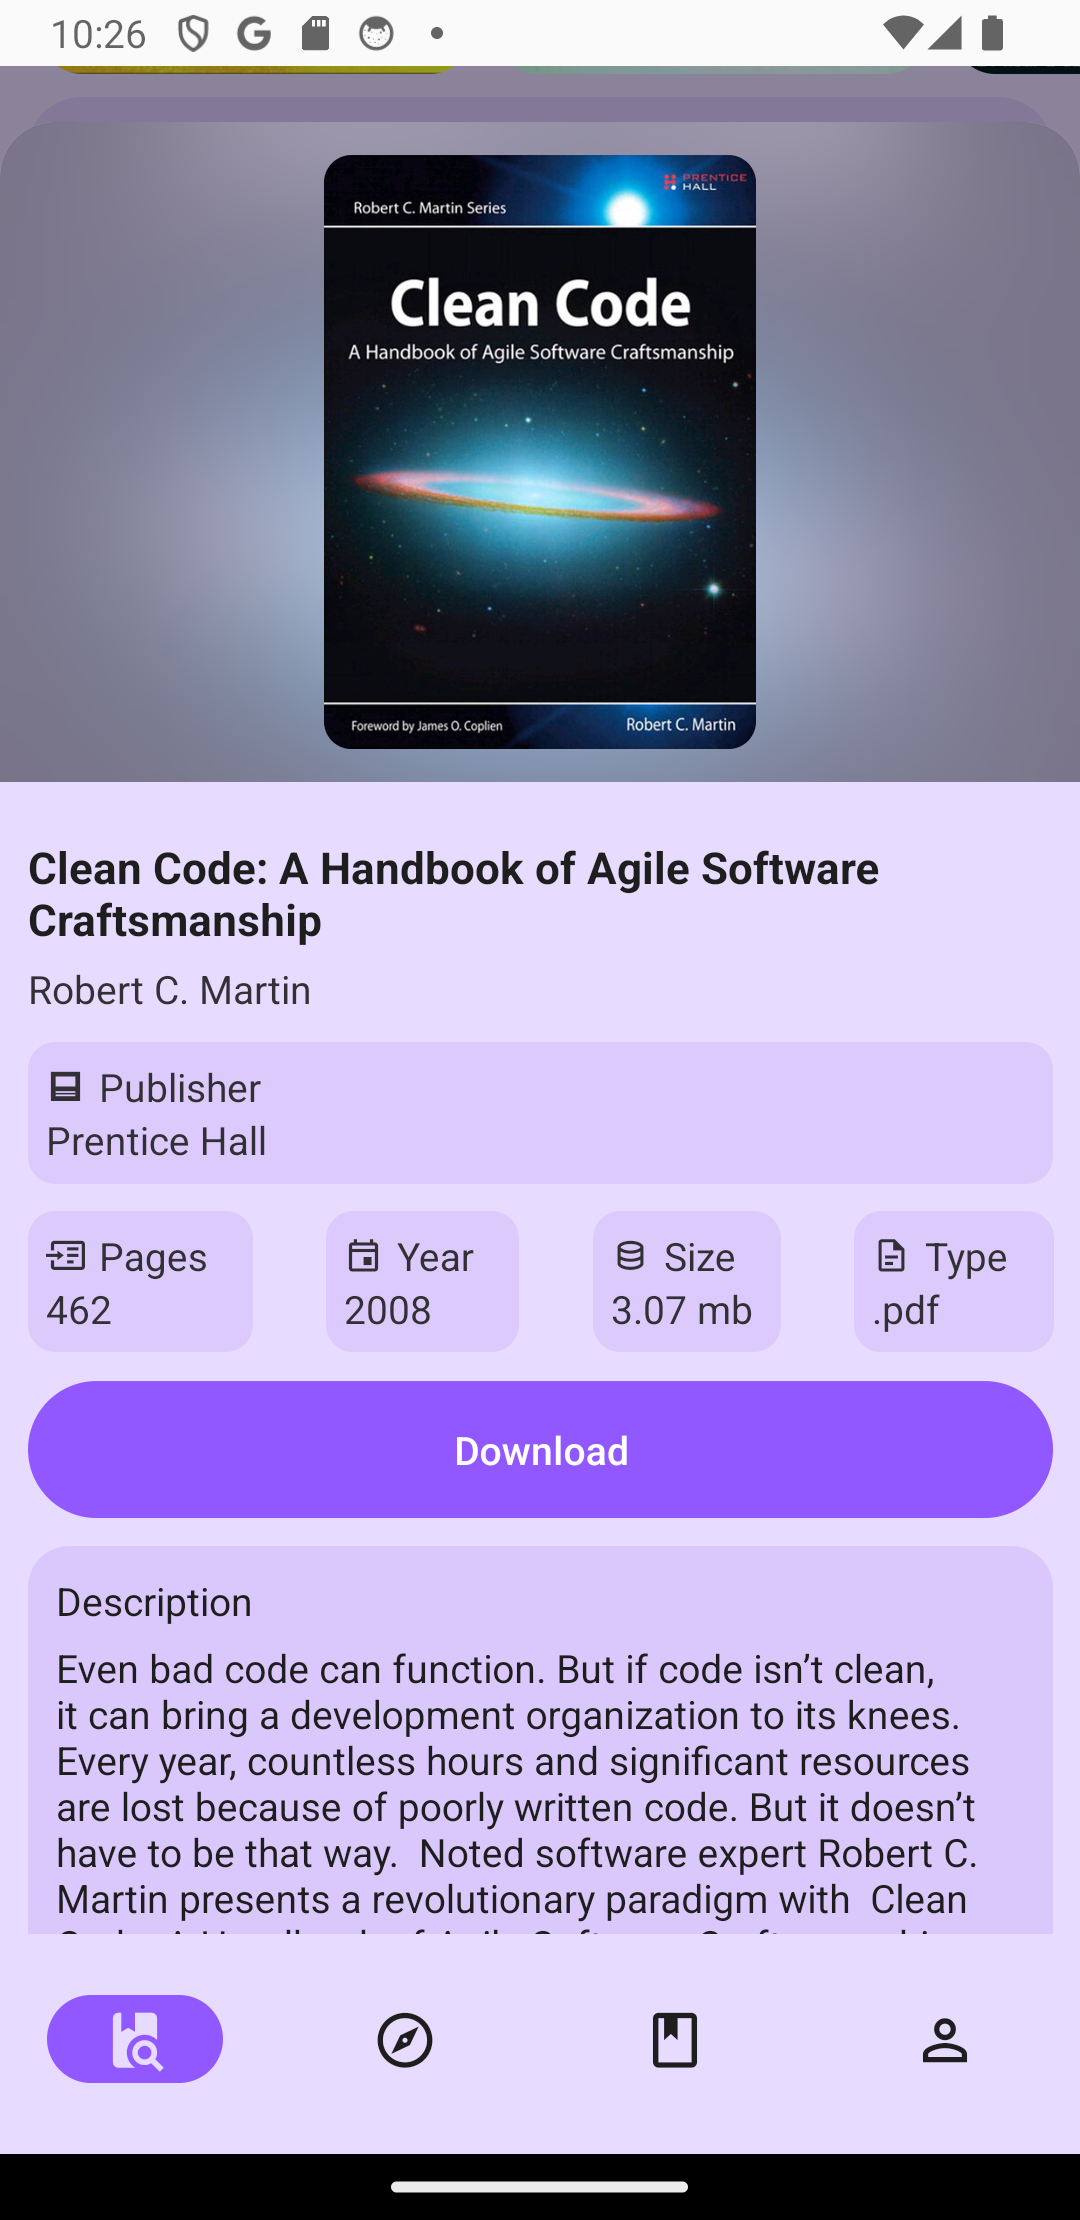 10:26
PRENTICE
HALL
Robert C. Martin Series
Clean Code
A Handbook of Agile Software Craftsmanship
Foreword by James O. Coplien
Robert C. Martin
Clean Code: A Handbook of Agile Software
Craftsmanship
Robert C. Martin
Publisher
Prentice Hall
Pages
462
Year
2008
Size
3.07 mb
Type
.pdf
Download
Description
Even bad code can function. But if code isn’t clean,
it can bring a development organization to its knees.
Every year, countless hours and significant resources
are lost because of poorly written code. But it doesn’t
have to be that way.  Noted software expert Robert C.
Martin presents a revolutionary paradigm with  Clean